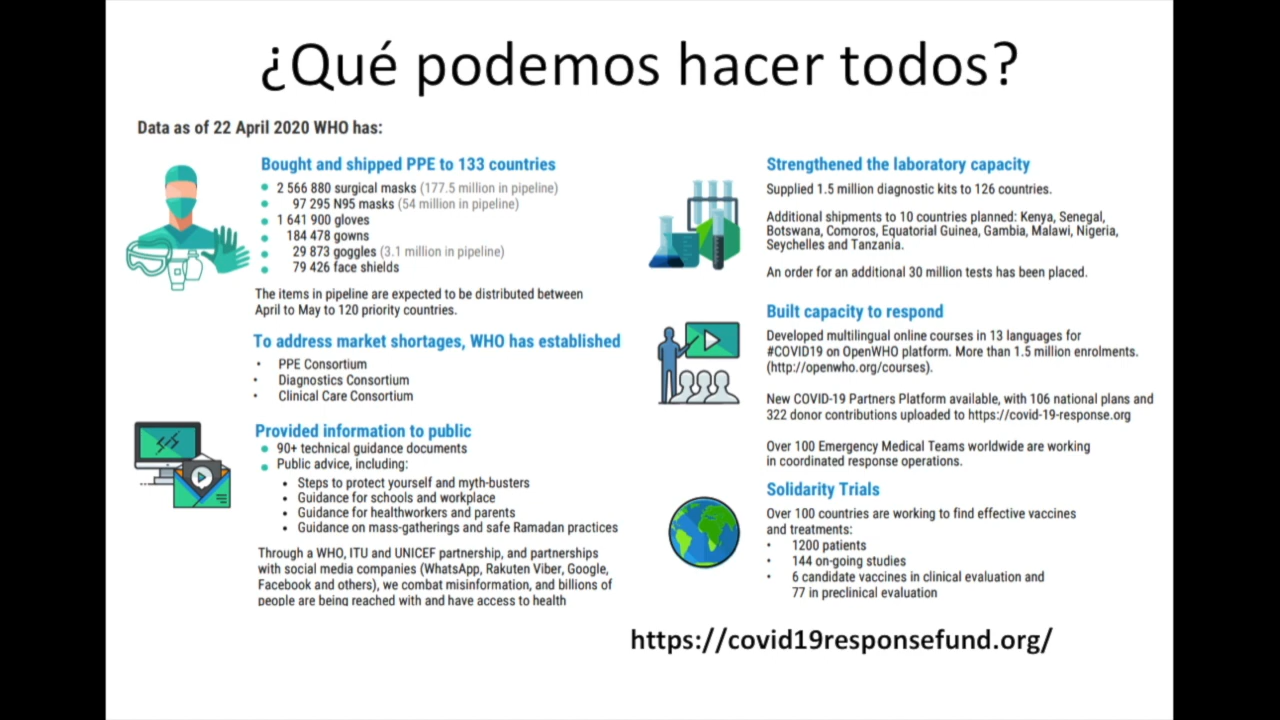 ¿Qué podemos hacer todos?
Data as of 22 April 2020 WHO has:
Bought and shipped PPE to 133 countries
2 566 880 surgical masks (177.5 million in pipeline)
97 295 N95 masks (54 million in pipeline)
1 641 900 gloves
184 478 gowns
29 873 goggles (3.1 million in pipeline)
79 426 face shields
The items in pipeline are expected to be distributed between
April to May to 120 priority countries.
To address market shortages, WHO has established
• PPE Consortium
• Diagnostics Consortium
• Clinical Care Consortium
Provided information to public
90+ technical guidance documents
Public advice, including:
• Steps to protect yourself and myth-busters
• Guidance for schools and workplace
• Guidance for healthworkers and parents
• Guidance on mass-gatherings and safe Ramadan practices
Through a WHO, ITU and UNICEF partnership, and partnerships
with social media companies (WhatsApp, Rakuten Viber, Google,
Facebook and others), we combat misinformation, and billions of
people are being reached with and have access to health
Strengthened the laboratory capacity
Supplied 1.5 million diagnostic kits to 126 countries.
Additional shipments to 10 countries planned: Kenya, Senegal,
Botswana, Comoros, Equatorial Guinea, Gambia, Malawi, Nigeria,
Seychelles and Tanzania.
An order for an additional 30 million tests has been placed.
Built capacity to respond
Developed multilingual online courses in 13 languages for
#COVID19 on OpenWHO platform. More than 1.5 million enrolments.
(http://openwho.org/courses).
New COVID-19 Partners Platform available, with 106 national plans and
322 donor contributions uploaded to https://covid-19-response.org
Over 100 Emergency Medical Teams worldwide are working
in coordinated response operations.
Solidarity Trials
Over 100 countries are working to find effective vaccines
and treatments:
• 1200 patients
• 144 on-going studies
• 6 candidate vaccines in clinical evaluation and
77 in preclinical evaluation
https://covid19responsefund.org/